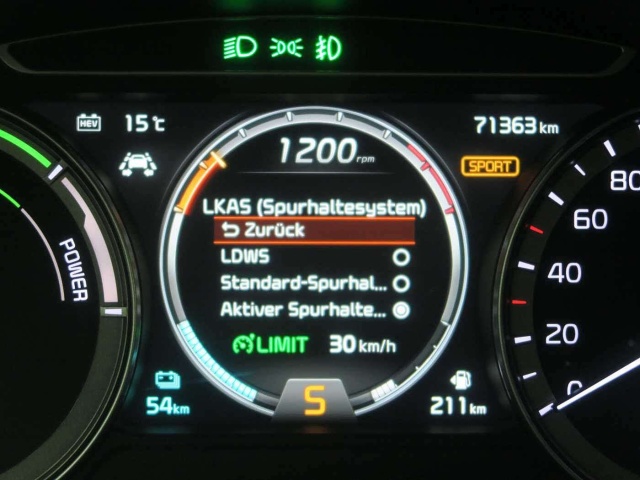 HEV 15℃
1200 rpm
71363 km
SPORT
LKAS (Spurhaltesystem)
Zurück
LDWS
Standard-Spurhal...
Aktiver Spurhalte...
LIMIT 30 km/h
S
54 km
211 km
POWER
80
60
40
20
0